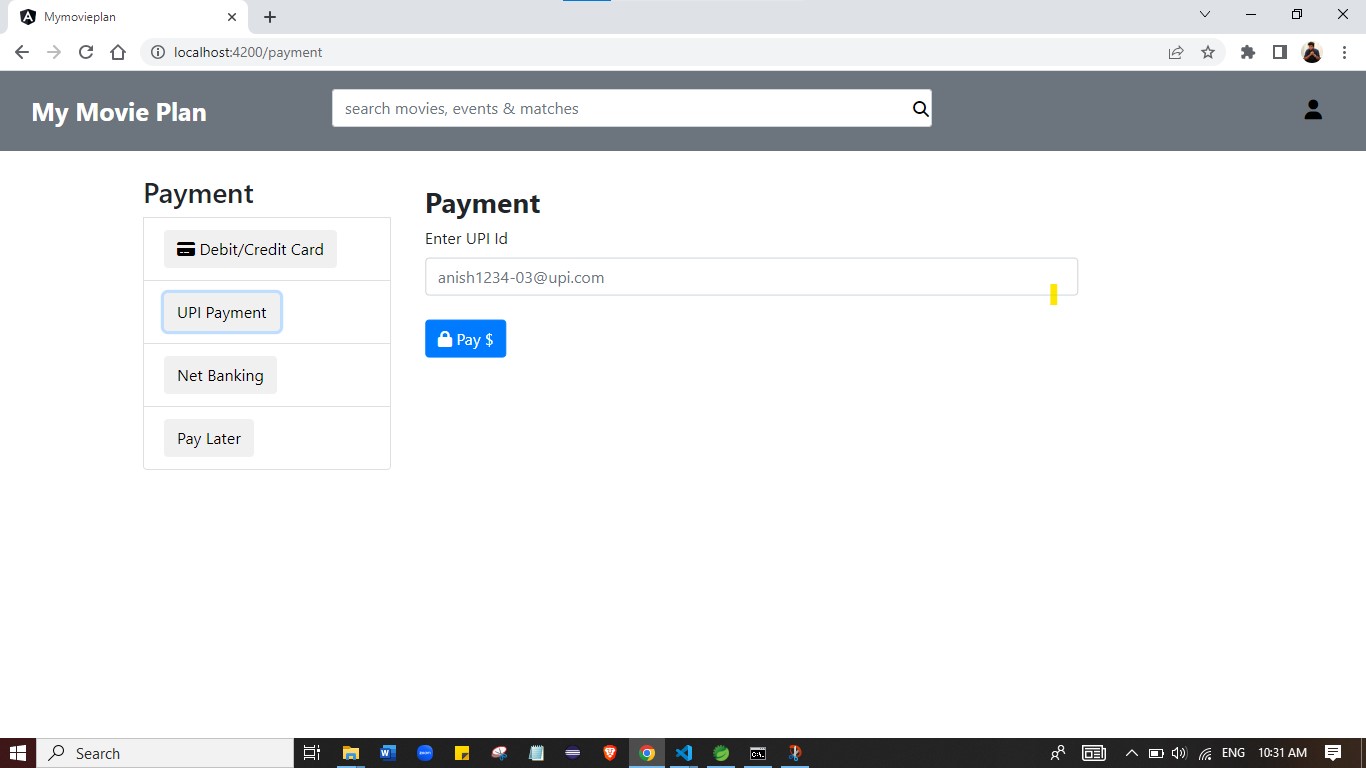 Mymovieplan
localhost:4200/payment
My Movie Plan
search movies, events & matches
Payment
Debit/Credit Card
UPI Payment
Net Banking
Pay Later
Payment
Enter UPI Id
anish1234-03@upi.com
Pay $
Search
ENG
10:31 AM